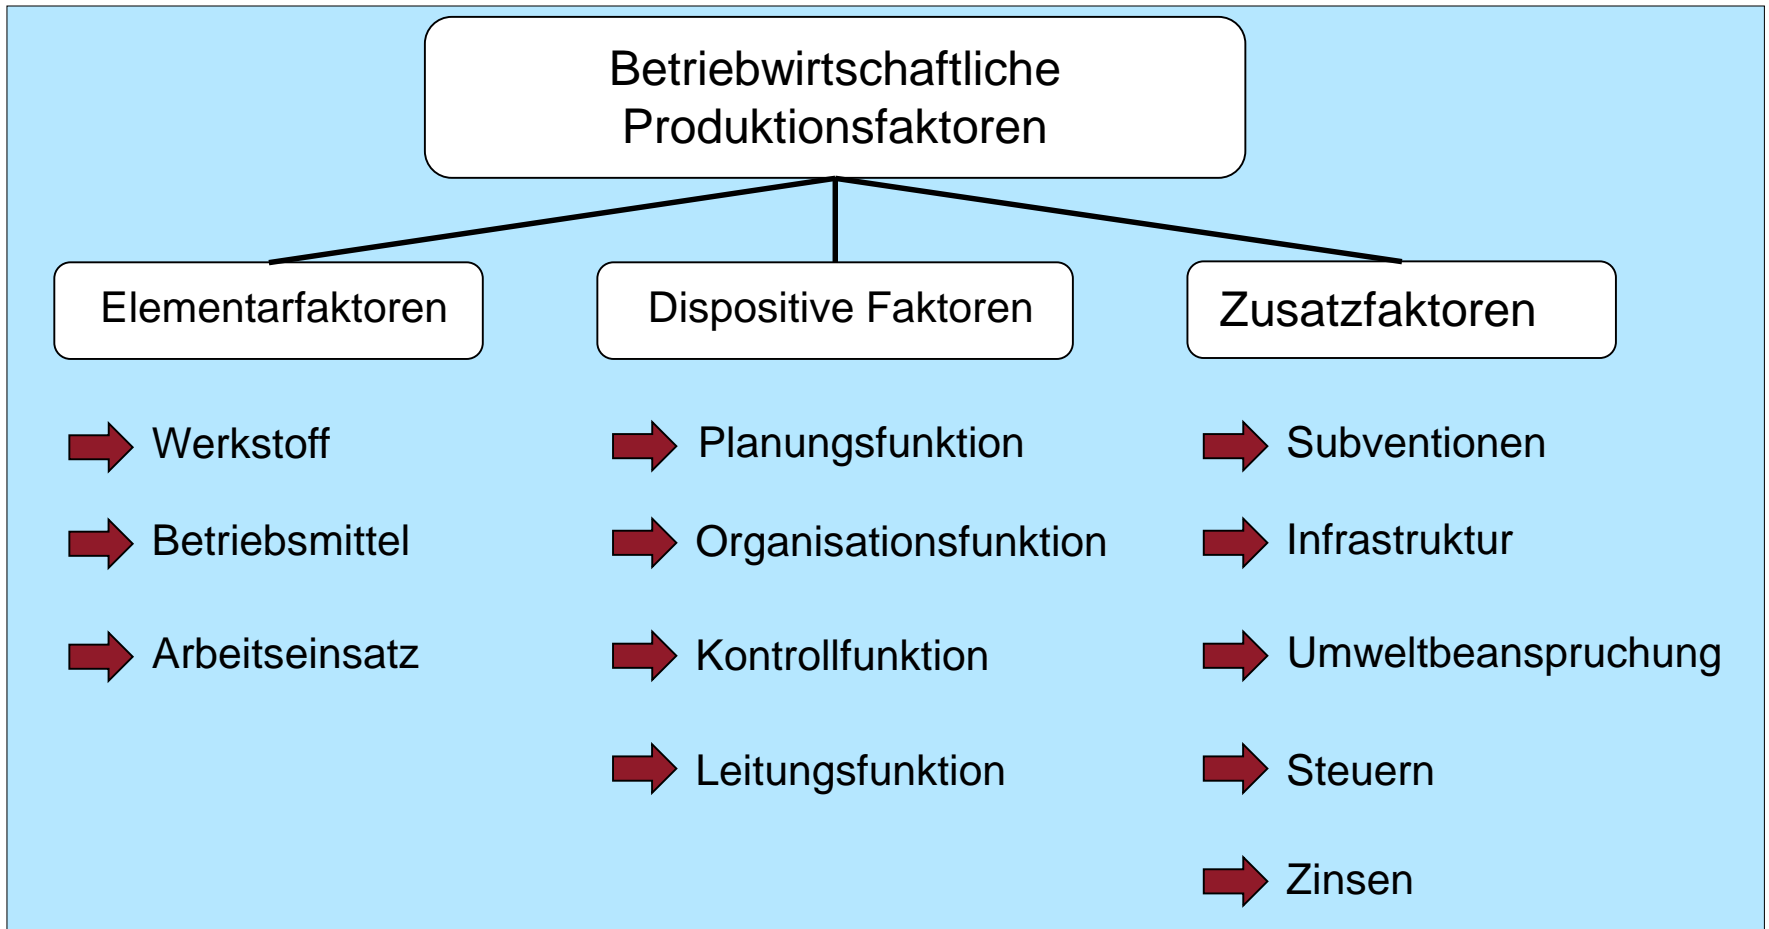 Betriebwirtschaftliche
Produktionsfaktoren
Elementarfaktoren
Werkstoff
Betriebsmittel
Arbeitseinsatz
Dispositive Faktoren
Planungsfunktion
Organisationsfunktion
Kontrollfunktion
Leitungsfunktion
Zusatzfaktoren
Subventionen
Infrastruktur
Umweltbeanspruchung
Steuern
Zinsen